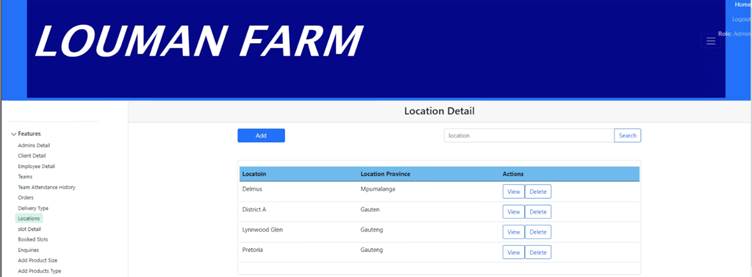 Home
LOUMAN FARM
Logout
Role: Admin
Location Detail
Add
location
Search
Features
Admins Detail
Client Detail
Employee Detail
Teams
Team Attendance History
Orders
Delivery Type
Locations
slot Detail
Booked Slots
Enquiries
Add Product Size
Add Products Type
Locatoin Location Province Actions
Delmus Mpumalanga View Delete
District A Gauten View Delete
Lynnwood Glen Gauteng View Delete
Pretoria Gauteng View Delete